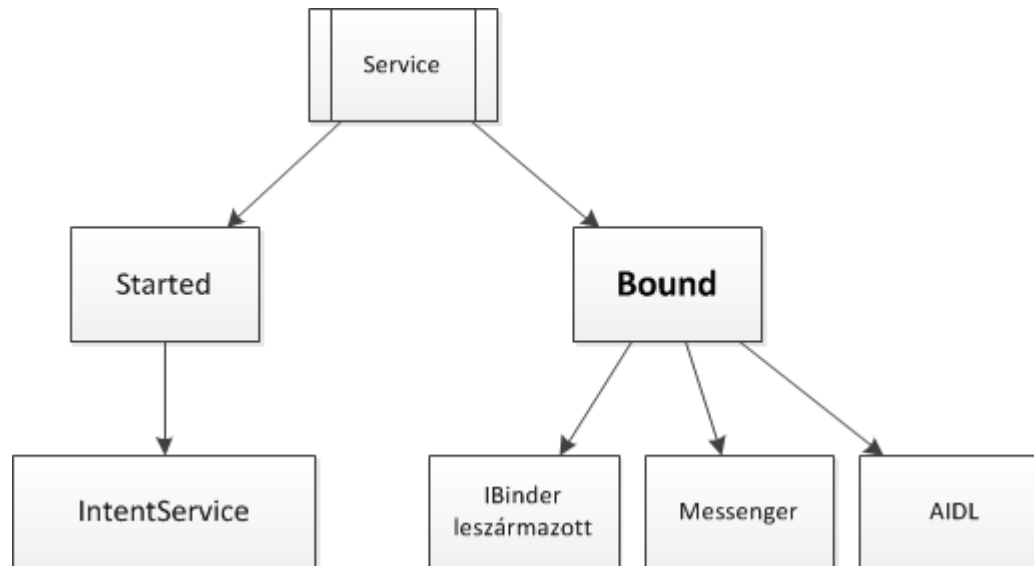 Service
Started
Bound
IntentService
IBinder
leszármazott
Messenger
AIDL